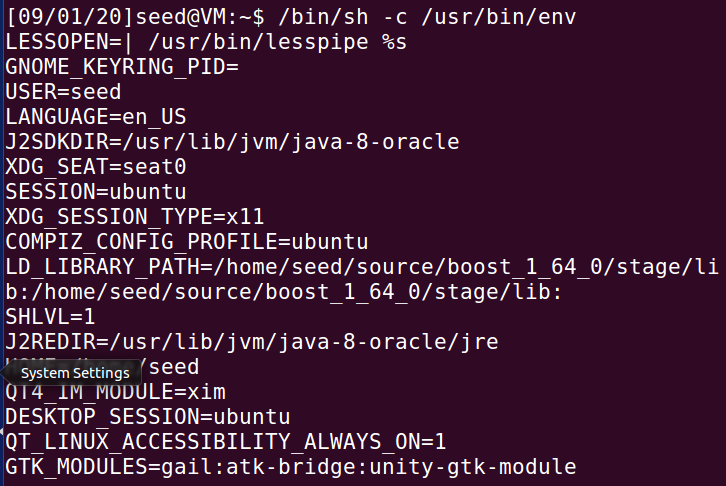 [09/01/20]seed@VM:~$ /bin/sh -c /usr/bin/env
LESSOPEN=| /usr/bin/lesspipe %s
GNOME_KEYRING_PID=
USER=seed
LANGUAGE=en_US
J2SDKDIR=/usr/lib/jvm/java-8-oracle
XDG_SEAT=seat0
SESSION=ubuntu
XDG_SESSION_TYPE=x11
COMPIZ_CONFIG_PROFILE=ubuntu
LD_LIBRARY_PATH=/home/seed/source/boost_1_64_0/stage/li
b:/home/seed/source/boost_1_64_0/stage/lib:
SHLVL=1
J2REDIR=/usr/lib/jvm/java-8-oracle/jre
/seed
System Settings
QT4_IM_MODULE=xim
DESKTOP_SESSION=ubuntu
QT_LINUX_ACCESSIBILITY_ALWAYS_ON=1
GTK_MODULES=gail:atk-bridge:unity-gtk-module